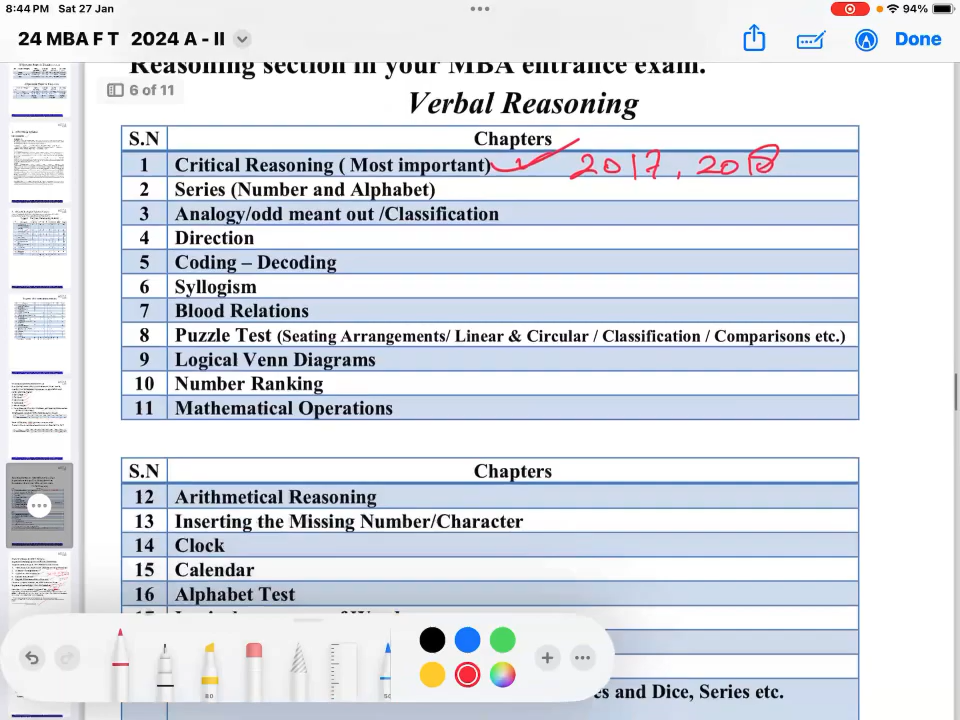 8:44 PM Sat 27 Jan
94%
24 MBA F T 2024 A - II
Done
Reasoning section in your MBA entrance exam.
6 of 11
Verbal Reasoning
S.N Chapters
1 Critical Reasoning ( Most important) 2017, 2018
2 Series (Number and Alphabet)
3 Analogy/odd meant out /Classification
4 Direction
5 Coding – Decoding
6 Syllogism
7 Blood Relations
8 Puzzle Test (Seating Arrangements/ Linear & Circular / Classification / Comparisons etc.)
9 Logical Venn Diagrams
10 Number Ranking
11 Mathematical Operations
S.N Chapters
12 Arithmetical Reasoning
13 Inserting the Missing Number/Character
14 Clock
15 Calendar
16 Alphabet Test
and Dice, Series etc.